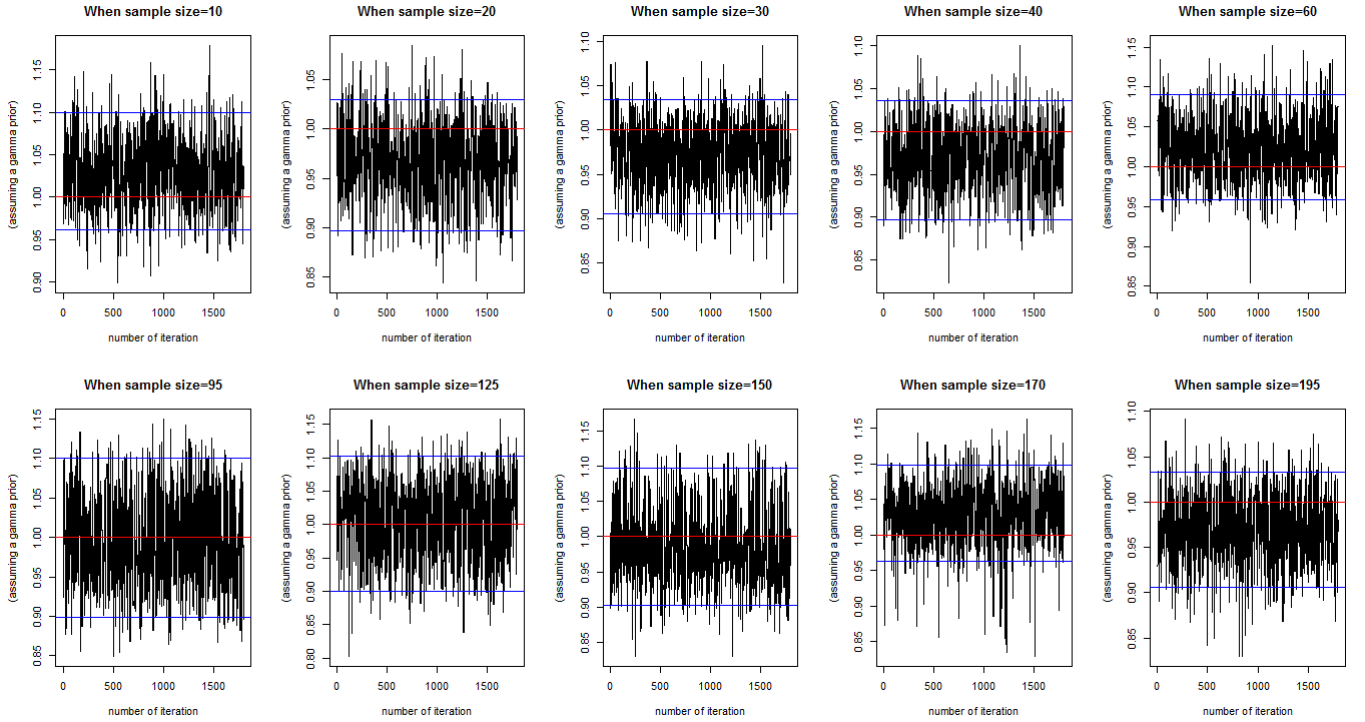 When sample size=10
When sample size=20
When sample size=30
When sample size=40
When sample size=60
(assuming a gamma prior)
0.90 0.95 1.00 1.05 1.10 1.15
0 500 1000 1500
number of iteration
(assuming a gamma prior)
0.85 0.90 0.95 1.00 1.05
0 500 1000 1500
number of iteration
(assuming a gamma prior)
0.85 0.90 0.95 1.00 1.05 1.10
0 500 1000 1500
number of iteration
(assuming a gamma prior)
0.85 0.90 0.95 1.00 1.05 1.10
0 500 1000 1500
number of iteration
(assuming a gamma prior)
0.85 0.90 0.95 1.00 1.05 1.10 1.15
0 500 1000 1500
number of iteration
When sample size=95
When sample size=125
When sample size=150
When sample size=170
When sample size=195
(assuming a gamma prior)
0.85 0.90 0.95 1.00 1.05 1.10 1.15
0 500 1000 1500
number of iteration
(assuming a gamma prior)
0.80 0.85 0.90 0.95 1.00 1.05 1.10 1.15
0 500 1000 1500
number of iteration
(assuming a gamma prior)
0.85 0.90 0.95 1.00 1.05 1.10 1.15
0 500 1000 1500
number of iteration
(assuming a gamma prior)
0.85 0.90 0.95 1.00 1.05 1.10 1.15
0 500 1000 1500
number of iteration
(assuming a gamma prior)
0.85 0.90 0.95 1.00 1.05 1.10
0 500 1000 1500
number of iteration